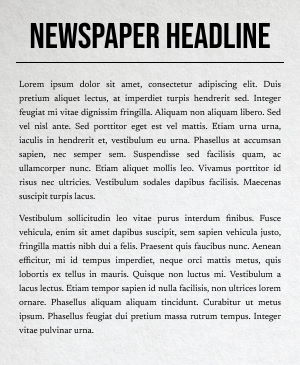 NEWSPAPER HEADLINE
Lorem ipsum dolor sit amet, consectetur adipiscing elit. Duis
pretium aliquet lectus, at imperdiet turpis hendrerit sed. Integer
feugiat mi vitae dignissim fringilla. Aliquam non aliquam libero. Sed
vel nisl ante. Sed porttitor eget est vel mattis. Etiam urna urna,
iaculis in hendrerit et, vestibulum eu urna. Phasellus at accumsan
sapien, nec semper sem. Suspendisse sed facilisis quam, ac
ullamcorper nunc. Etiam aliquet mollis leo. Vivamus porttitor id
risus nec ultricies. Vestibulum sodales dapibus facilisis. Maecenas
suscipit turpis lacus.
Vestibulum sollicitudin leo vitae purus interdum finibus. Fusce
vehicula, enim sit amet dapibus suscipit, sem sapien vehicula justo,
fringilla mattis nibh dui a felis. Praesent quis faucibus nunc. Aenean
efficitur, mi id tempus imperdiet, neque orci mattis metus, quis
lobortis ex tellus in mauris. Quisque non luctus mi. Vestibulum a
lacus lectus. Etiam tempor sapien id nulla facilisis, non ultrices lorem
ornare. Phasellus aliquam aliquam tincidunt. Curabitur ut metus
ipsum. Phasellus feugiat dui pretium massa rutrum tempus. Integer
vitae pulvinar urna.